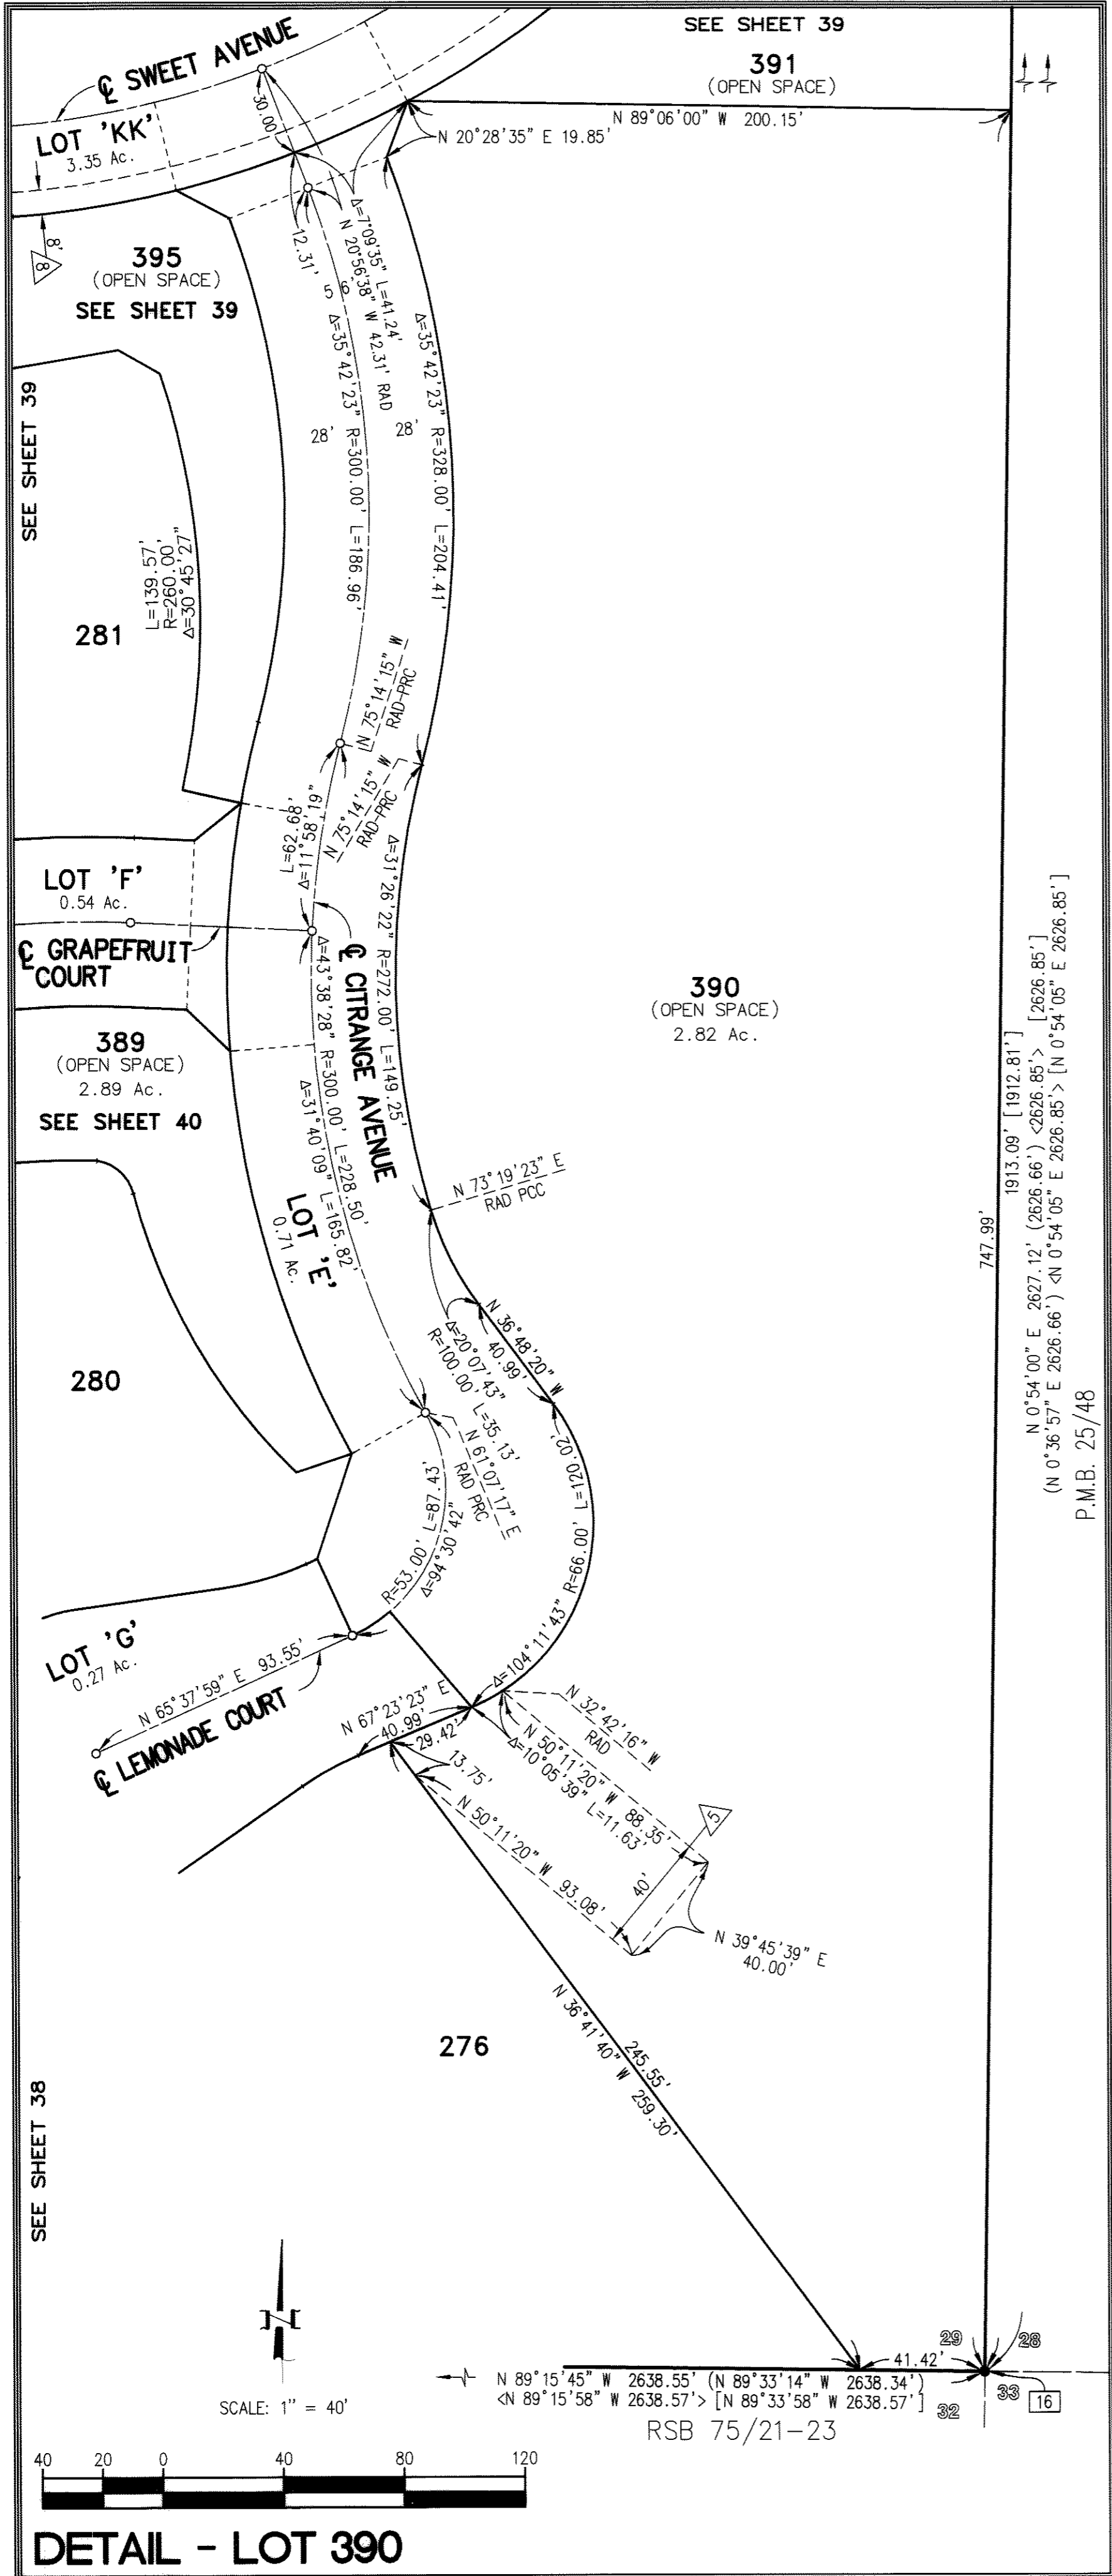 SEE SHEET 39
391
(OPEN SPACE)
N 89°06'00" W 200.15'
℄ SWEET AVENUE
LOT 'KK'
3.35 Ac.
30.00'
N 20°28'35" E 19.85'
Δ=7°09'35" L=41.24'
N 20°56'38" W 42.31' RAD
12.31'
5 6
8'
8
395
(OPEN SPACE)
SEE SHEET 39
Δ=35°42'23" R=300.00' L=186.96'
Δ=35°42'23" R=328.00' L=204.41'
28'
28'
SEE SHEET 39
L=139.57'
R=260.00'
Δ=30°45'27"
281
N 75°14'15" W
RAD-PRC
N 75°14'15" W
RAD-PRC
L=62.68'
Δ=11°58'19"
Δ=31°26'22" R=272.00' L=149.25'
LOT 'F'
0.54 Ac.
℄ GRAPEFRUIT
COURT
℄ CITRANGE AVENUE
Δ=43°38'28" R=300.00' L=228.50'
Δ=31°40'09" L=165.82'
390
(OPEN SPACE)
2.82 Ac.
389
(OPEN SPACE)
2.89 Ac.
SEE SHEET 40
LOT 'E'
0.71 Ac.
N 73°19'23" E
RAD PCC
747.99'
1913.09' [1912.81']
N 0°54'00" E 2627.12' (2626.66') <2626.85'> [2626.85']
(N 0°36'57" E 2626.66') <N 0°54'05" E 2626.85'> [N 0°54'05" E 2626.85']
P.M.B. 25/48
N 36°48'20" W
40.99'
Δ=20°07'43"
R=100.00' L=35.13'
280
N 61°07'17" E
RAD PRC
R=53.00' L=87.43'
Δ=94°30'42"
Δ=104°11'43" R=66.00' L=120.02'
LOT 'G'
0.27 Ac.
N 65°37'59" E 93.55'
℄ LEMONADE COURT
N 67°23'23" E
40.99'
29.42'
13.75'
N 32°42'16" W
RAD
N 50°11'20" W 88.35'
Δ=10°05'39" L=11.63'
N 50°11'20" W 93.08'
5
40'
N 39°45'39" E
40.00'
276
245.55'
N 36°41'40" W 259.30'
SEE SHEET 38
SCALE: 1" = 40'
41.42'
29
28
33
32
16
N 89°15'45" W 2638.55' (N 89°33'14" W 2638.34')
<N 89°15'58" W 2638.57'> [N 89°33'58" W 2638.57']
RSB 75/21-23
40 20 0 40 80 120
DETAIL - LOT 390